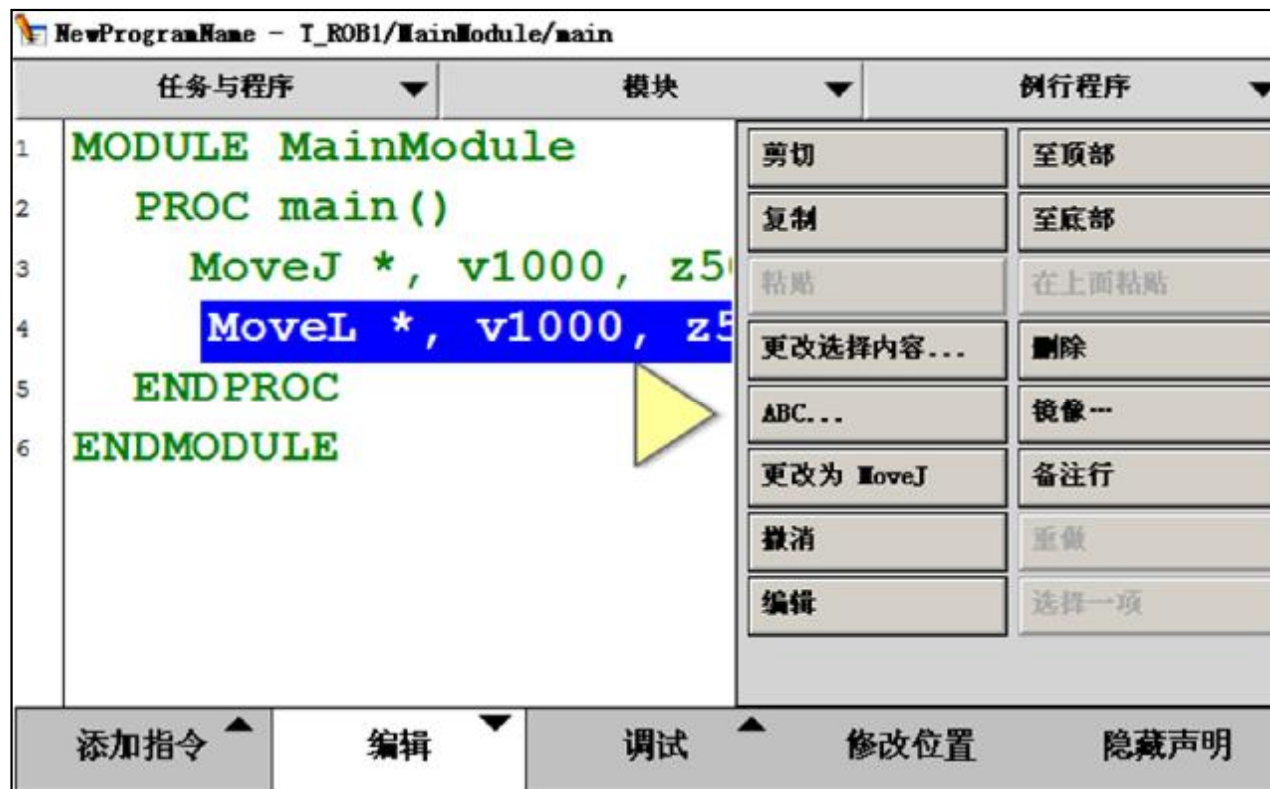 NewProgramName - T_ROB1/MainModule/main
任务与程序 模块 例行程序
1 MODULE MainModule
2 PROC main()
3 MoveJ *, v1000, z5
4 MoveL *, v1000, z5
5 ENDPROC
6 ENDMODULE
剪切 至顶部
复制 至底部
粘贴 在上面粘贴
更改选择内容... 删除
ABC... 镜像...
更改为 MoveJ 备注行
撤消 重做
编辑 选择一项
添加指令 编辑 调试 修改位置 隐藏声明